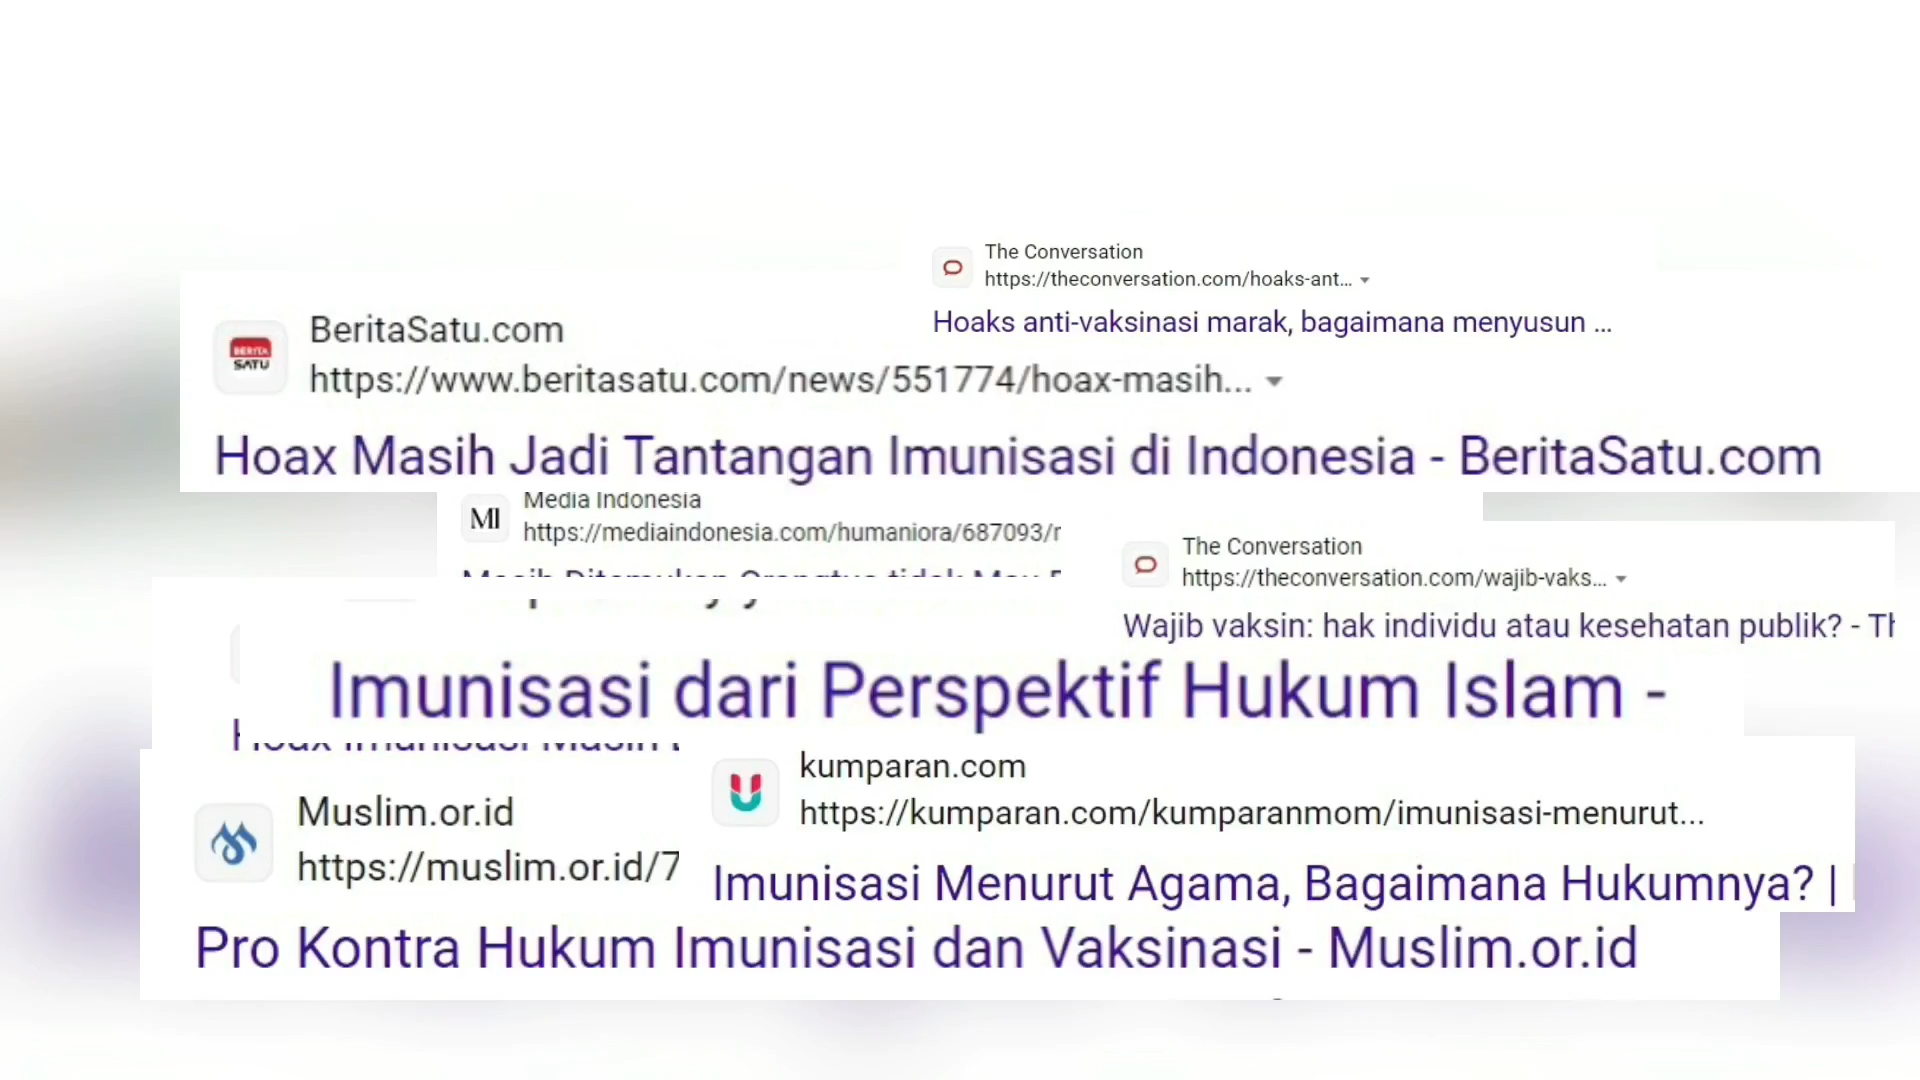 The Conversation
https://theconversation.com/hoaks-ant...
Hoaks anti-vaksinasi marak, bagaimana menyusun ...
BERITA
SATU
BeritaSatu.com
https://www.beritasatu.com/news/551774/hoax-masih...
Hoax Masih Jadi Tantangan Imunisasi di Indonesia - BeritaSatu.com
MI
Media Indonesia
https://mediaindonesia.com/humaniora/687093/r
The Conversation
https://theconversation.com/wajib-vaks...
Wajib vaksin: hak individu atau kesehatan publik? -
Imunisasi dari Perspektif Hukum Islam -
kumparan.com
https://kumparan.com/kumparanmom/imunisasi-menurut...
Imunisasi Menurut Agama, Bagaimana Hukumnya? |
Muslim.or.id
https://muslim.or.id/7
Pro Kontra Hukum Imunisasi dan Vaksinasi - Muslim.or.id